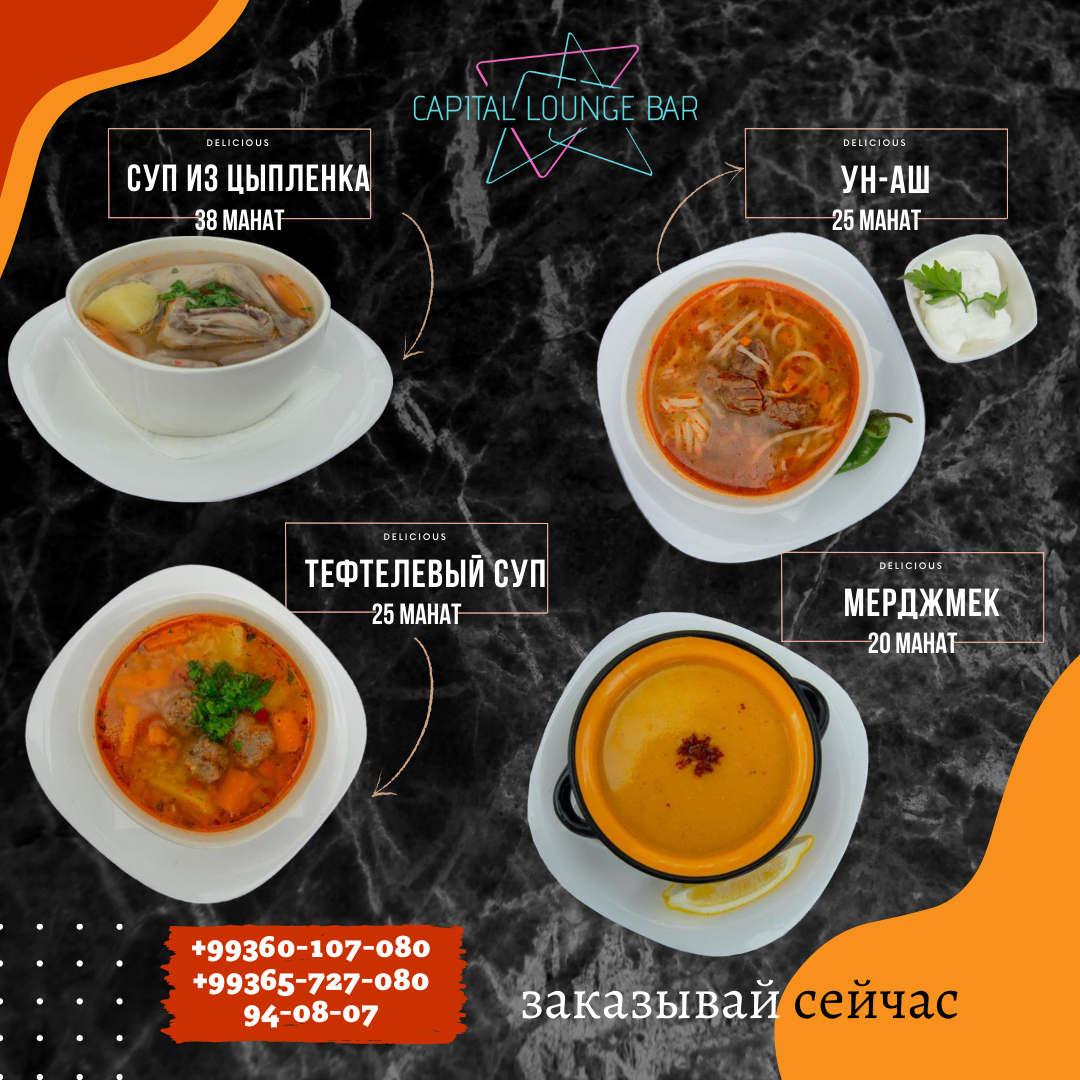 CAPITAL LOUNGE BAR
DELICIOUS
СУП ИЗ ЦЫПЛЕНКА
38 МАНАТ
DELICIOUS
УН-АШ
25 МАНАТ
DELICIOUS
ТЕФТЕЛЕВЫЙ СУП
25 МАНАТ
DELICIOUS
МЕРДЖМЕК
20 МАНАТ
+99360-107-080
+99365-727-080
94-08-07
заказывай сейчас